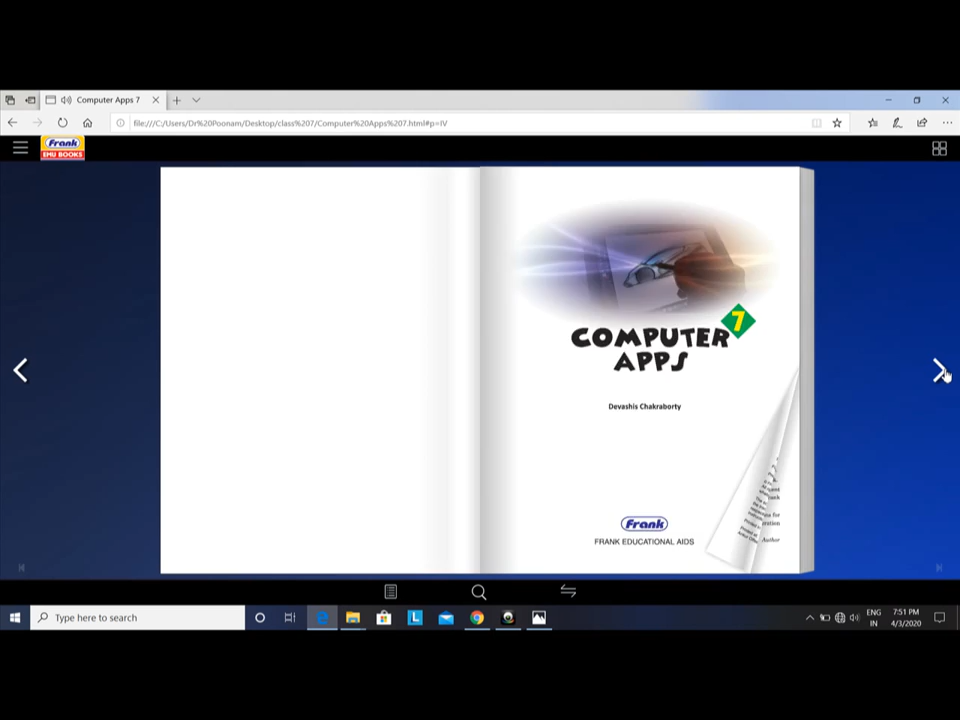 Computer Apps 7
file:///C:/Users/Dr%20Poonam/Desktop/class%207/Computer%20Apps%207.html#p=IV
Frank
EMU BOOKS
7
COMPUTER
APPS
Devashis Chakraborty
Frank
FRANK EDUCATIONAL AIDS
Author
Type here to search
ENG
IN
7:51 PM
4/3/2020